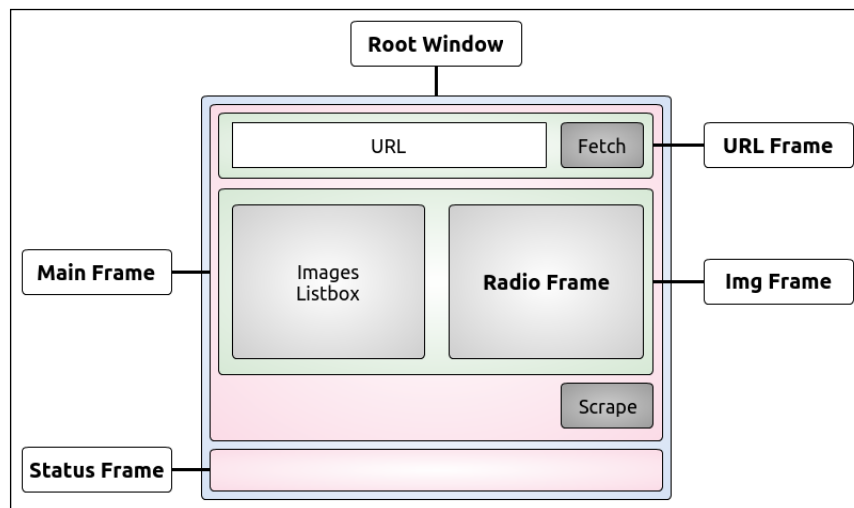 Root Window
URL
Fetch
URL Frame
Main Frame
Images
Listbox
Radio Frame
Img Frame
Scrape
Status Frame